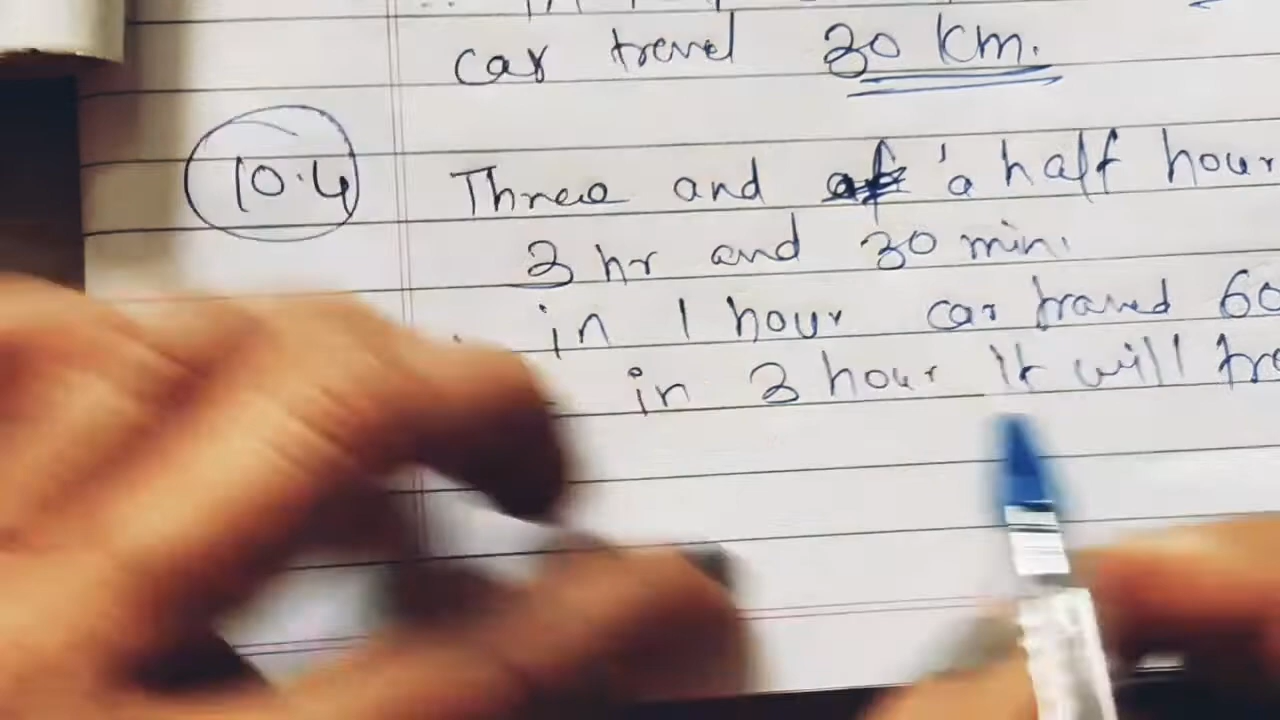 car travel 30 km.
10.4 Three and a half hour
3 hr and 30 min.
in 1 hour car travel 60
in 3 hour it will tre